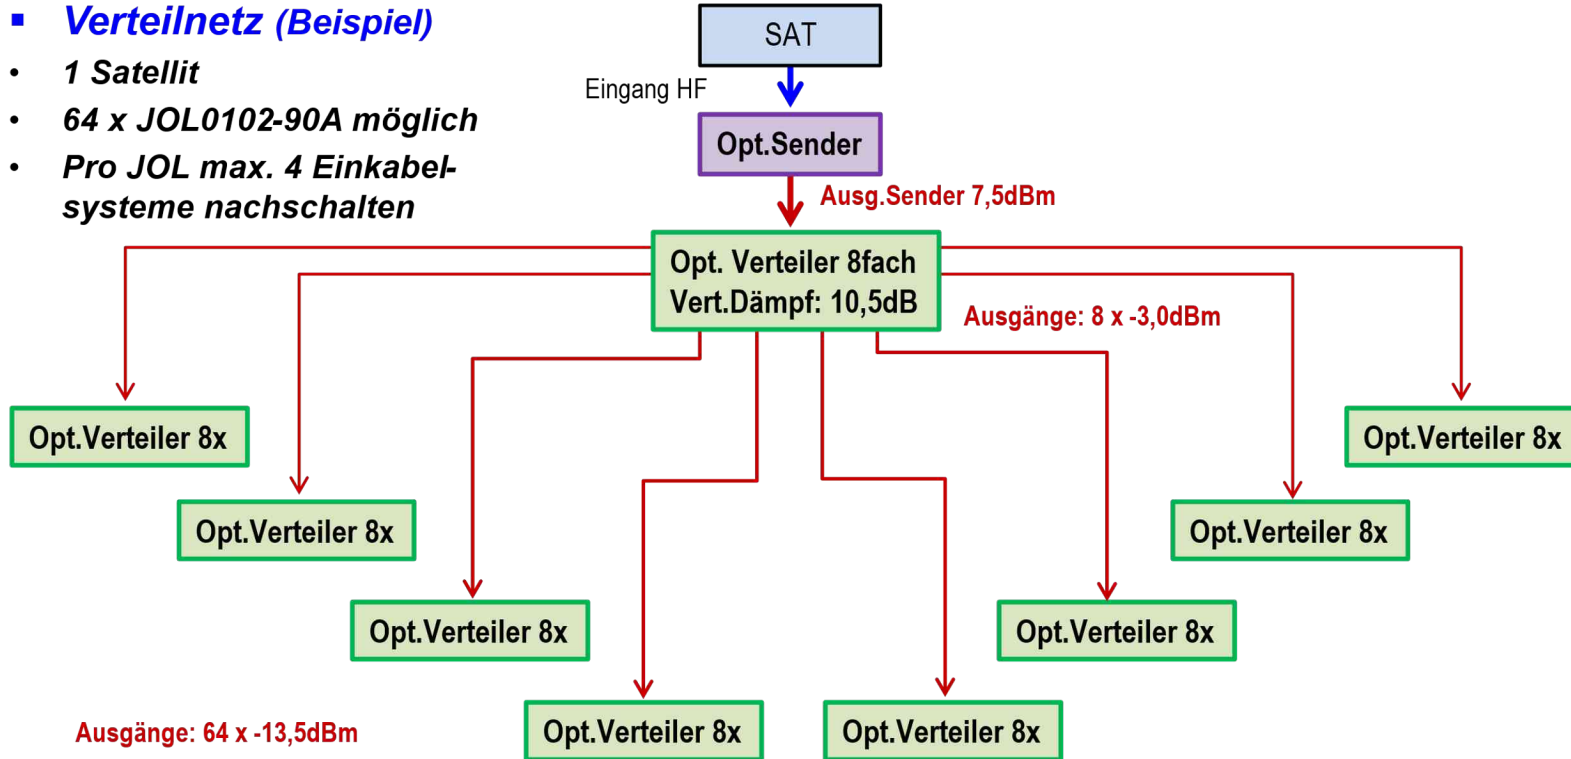 ▪ Verteilnetz (Beispiel)
• 1 Satellit
• 64 x JOL0102-90A möglich
• Pro JOL max. 4 Einkabel-
systeme nachschalten
SAT
Eingang HF
Opt.Sender
Ausg.Sender 7,5dBm
Opt. Verteiler 8fach
Vert.Dämpf: 10,5dB
Ausgänge: 8 x -3,0dBm
Opt.Verteiler 8x
Opt.Verteiler 8x
Opt.Verteiler 8x
Opt.Verteiler 8x
Opt.Verteiler 8x
Opt.Verteiler 8x
Opt.Verteiler 8x
Opt.Verteiler 8x
Ausgänge: 64 x -13,5dBm